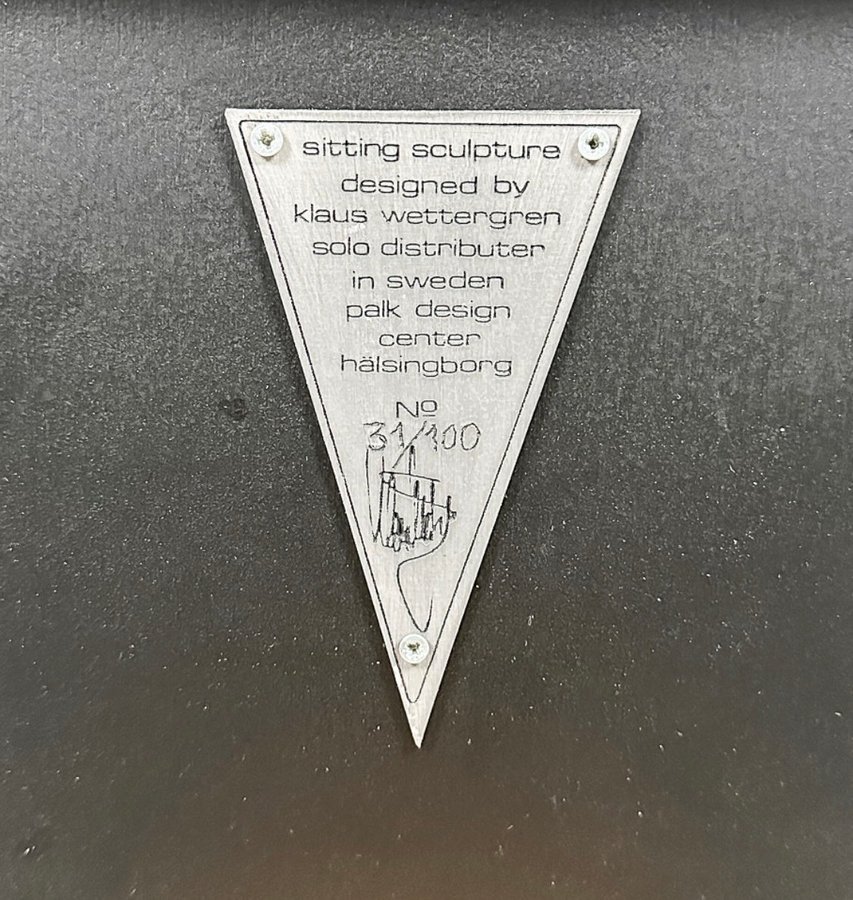 sitting sculpture
designed by
klaus wettergren
solo distributer
in sweden
palk design
center
hälsingborg
Nº
31/100